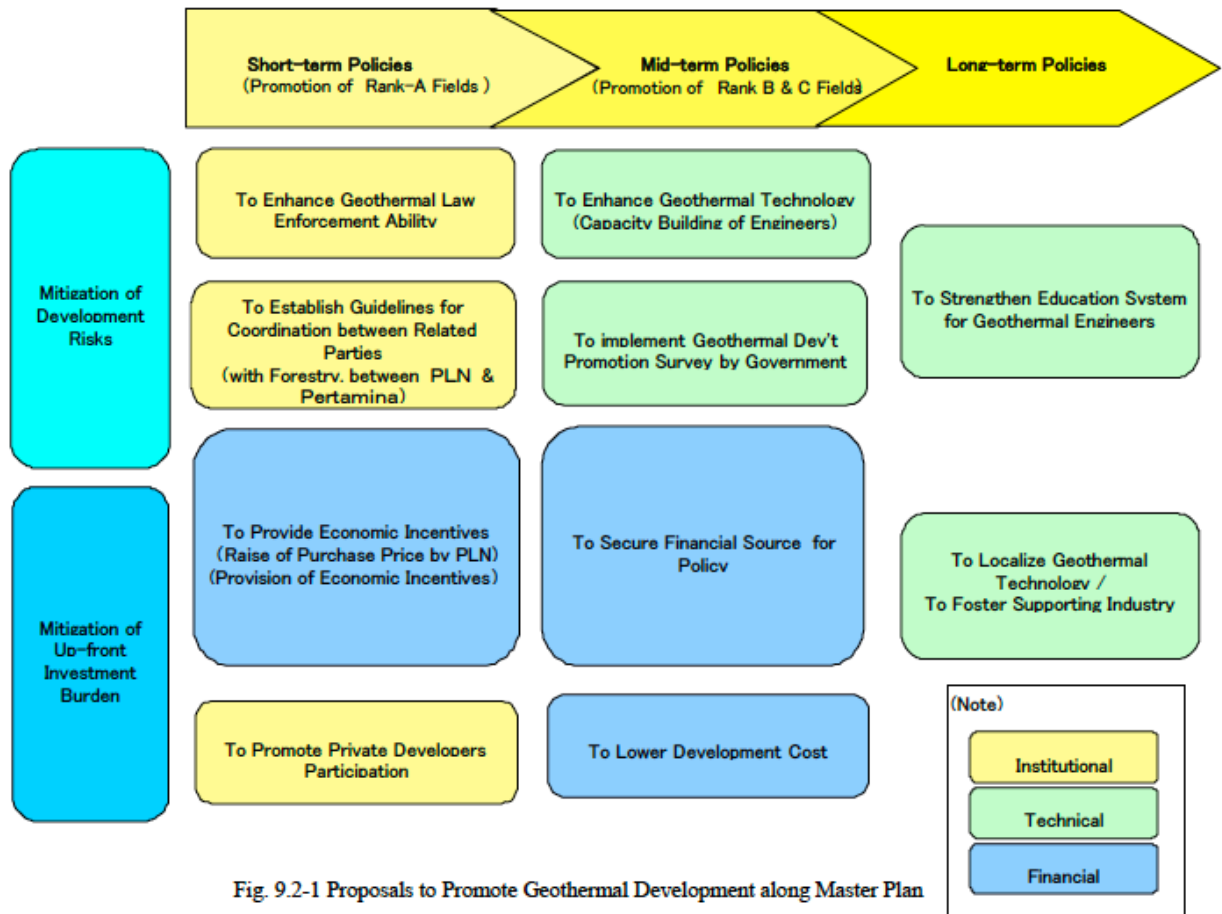 Short-term Policies
(Promotion of Rank-A Fields )
Mid-term Policies
(Promotion of Rank B & C Fields)
Long-term Policies
Mitigation of
Development
Risks
To Enhance Geothermal Law
Enforcement Ability
To Enhance Geothermal Technology
(Capacity Building of Engineers)
To Establish Guidelines for
Coordination between Related
Parties
(with Forestry, between PLN &
Pertamina)
To implement Geothermal Dev't
Promotion Survey by Government
To Strengthen Education System
for Geothermal Engineers
Mitigation of
Up-front
Investment
Burden
To Provide Economic Incentives
(Raise of Purchase Price by PLN)
(Provision of Economic Incentives)
To Secure Financial Source for
Policy
To Localize Geothermal
Technology /
To Foster Supporting Industry
To Promote Private Developers
Participation
To Lower Development Cost
(Note)
Institutional
Technical
Financial
Fig. 9.2-1 Proposals to Promote Geothermal Development along Master Plan